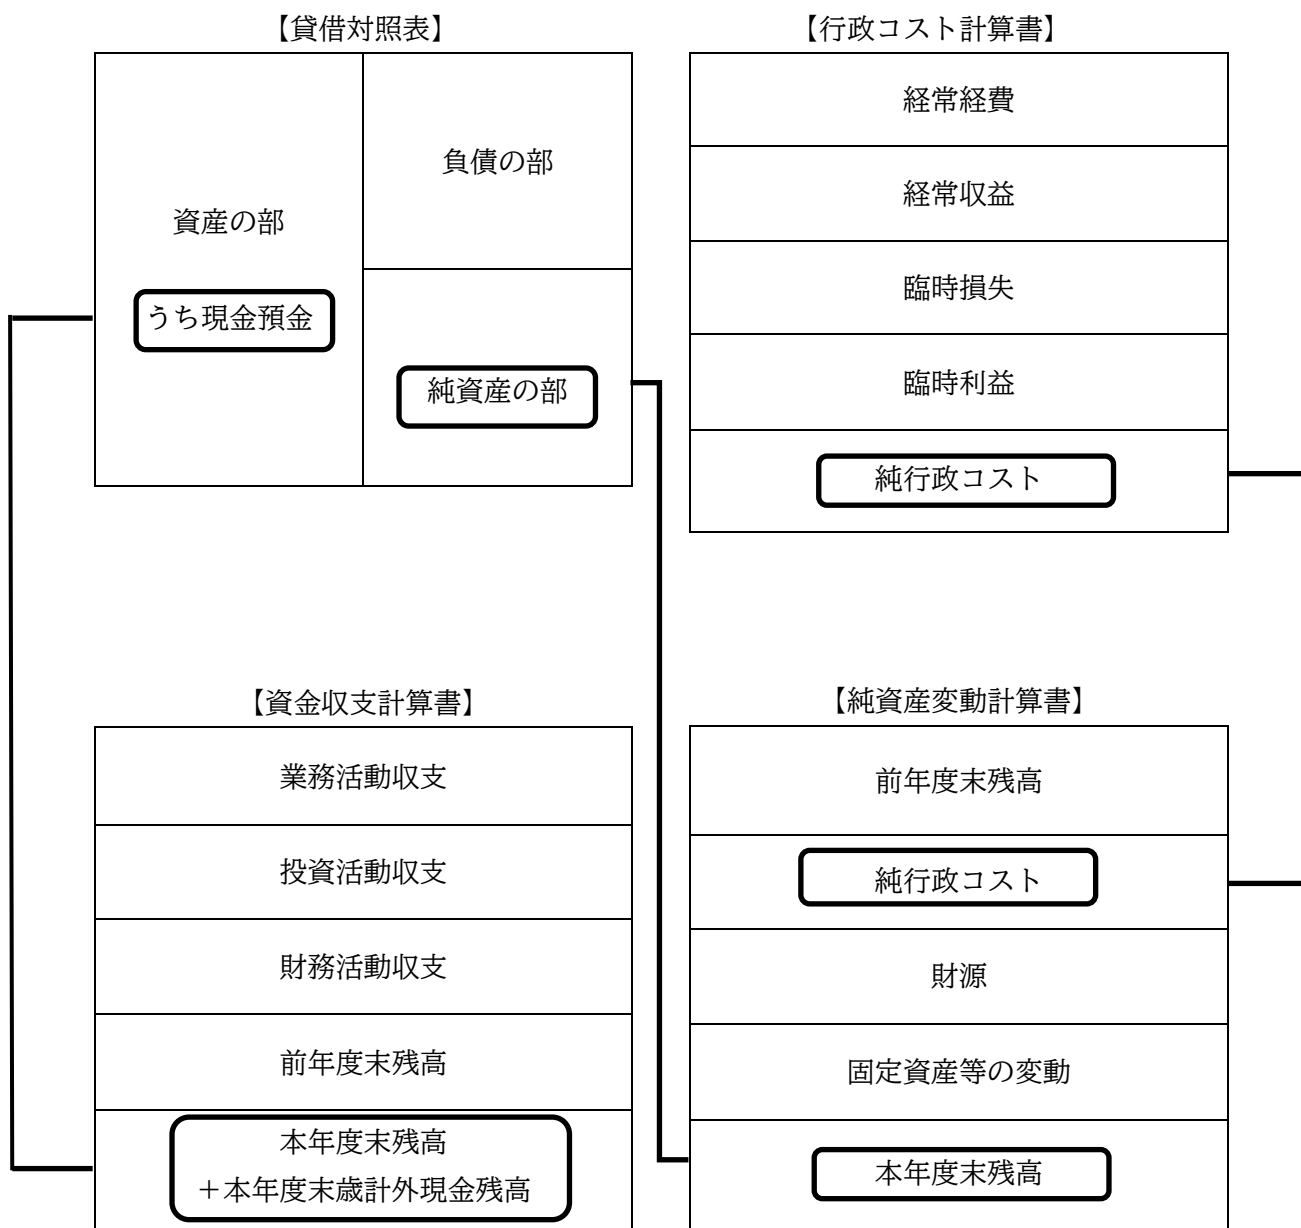 【貸借対照表】
資産の部
うち現金預金
負債の部
純資産の部
【行政コスト計算書】
経常経費
経常収益
臨時損失
臨時利益
純行政コスト
【資金収支計算書】
業務活動収支
投資活動収支
財務活動収支
前年度末残高
本年度末残高
＋本年度末歳計外現金残高
【純資産変動計算書】
前年度末残高
純行政コスト
財源
固定資産等の変動
本年度末残高